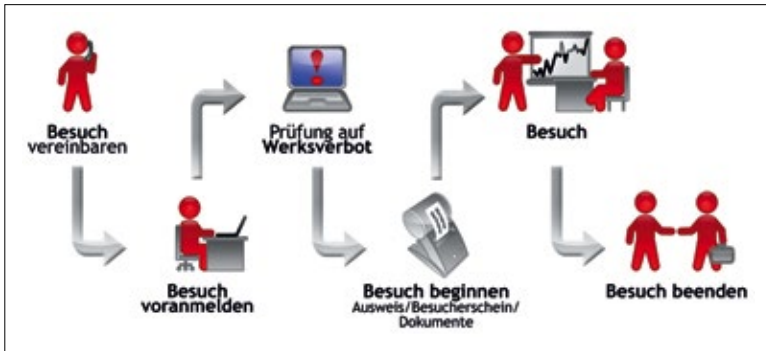 Besuch
vereinbaren
Besuch
voranmelden
Prüfung auf
Werksverbot
Besuch beginnen
Ausweis/Besucherschein/
Dokumente
Besuch
Besuch beenden